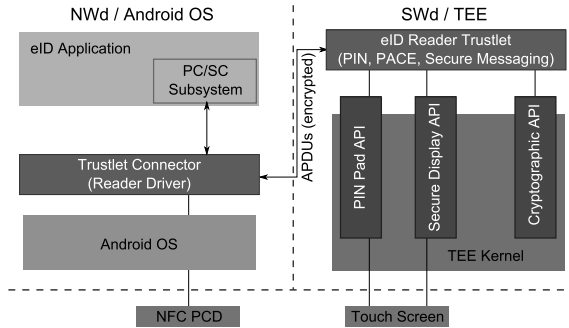 NWd / Android OS
eID Application
PC/SC
Subsystem
Trustlet Connector
(Reader Driver)
Android OS
NFC PCD
APDUs (encrypted)
SWd / TEE
eID Reader Trustlet
(PIN, PACE, Secure Messaging)
PIN Pad API
Secure Display API
Cryptographic API
TEE Kernel
Touch Screen